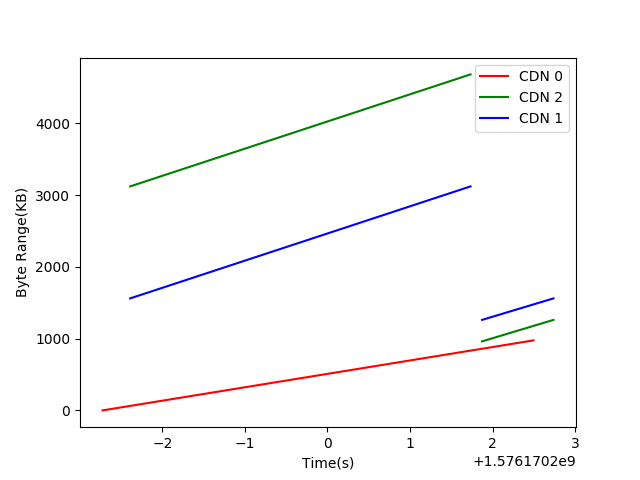 CDN 0
CDN 2
CDN 1
4000
3000
2000
1000
0
Byte Range(KB)
−2 −1 0 1 2 3
Time(s)
+1.5761702e9